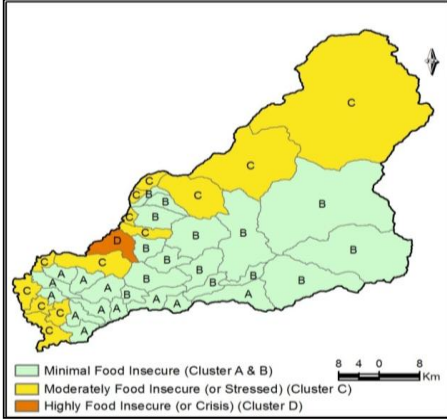 C
C
C
C
C B B
B
C B
C
C B B B
D B
B
B
C
C
A A
A A
B B
B B
B
C
A
C
C A
A A
B A A
A
C
A
Minimal Food Insecure (Cluster A & B)
Moderately Food Insecure (or Stressed) (Cluster C)
Highly Food Insecure (or Crisis) (Cluster D)
8 4 0 8
Km